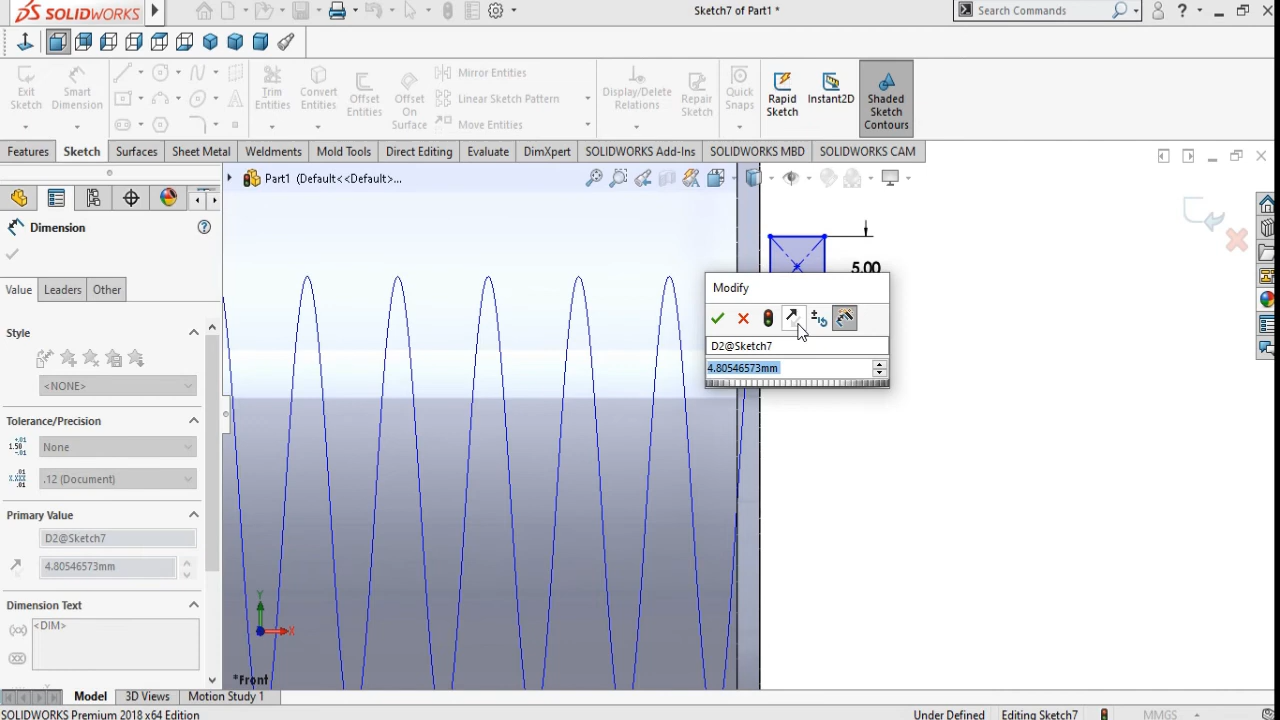 SOLIDWORKS
Sketch7 of Part1 *
Search Commands
Exit Sketch
Smart Dimension
Trim Entities
Convert Entities
Offset Entities
Offset On Surface
Mirror Entities
Linear Sketch Pattern
Move Entities
Display/Delete Relations
Repair Sketch
Quick Snaps
Rapid Sketch
Instant2D
Shaded Sketch Contours
Features
Sketch
Surfaces
Sheet Metal
Weldments
Mold Tools
Direct Editing
Evaluate
DimXpert
SOLIDWORKS Add-Ins
SOLIDWORKS MBD
SOLIDWORKS CAM
Part1 (Default<<Default>...
Dimension
Value
Leaders
Other
Style
<NONE>
Tolerance/Precision
None
.12 (Document)
Primary Value
D2@Sketch7
4.80546573mm
Dimension Text
<DIM>
5.00
Modify
D2@Sketch7
4.80546573mm
Y
X
*Front
Model
3D Views
Motion Study 1
SOLIDWORKS Premium 2018 x64 Edition
Under Defined
Editing Sketch7
MMGS